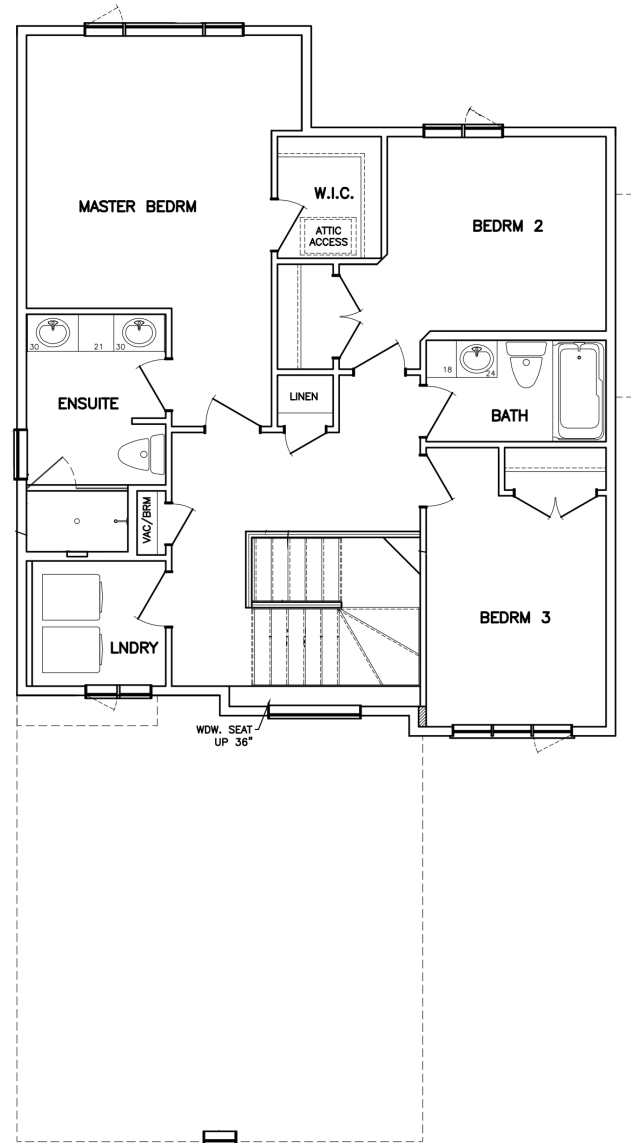 W.I.C.
MASTER BEDRM
BEDRM 2
ATTIC
ACCESS
30
21
30
18
24
LINEN
ENSUITE
BATH
VAC/BRM
BEDRM 3
LNDRY
WDW. SEAT
UP 36"